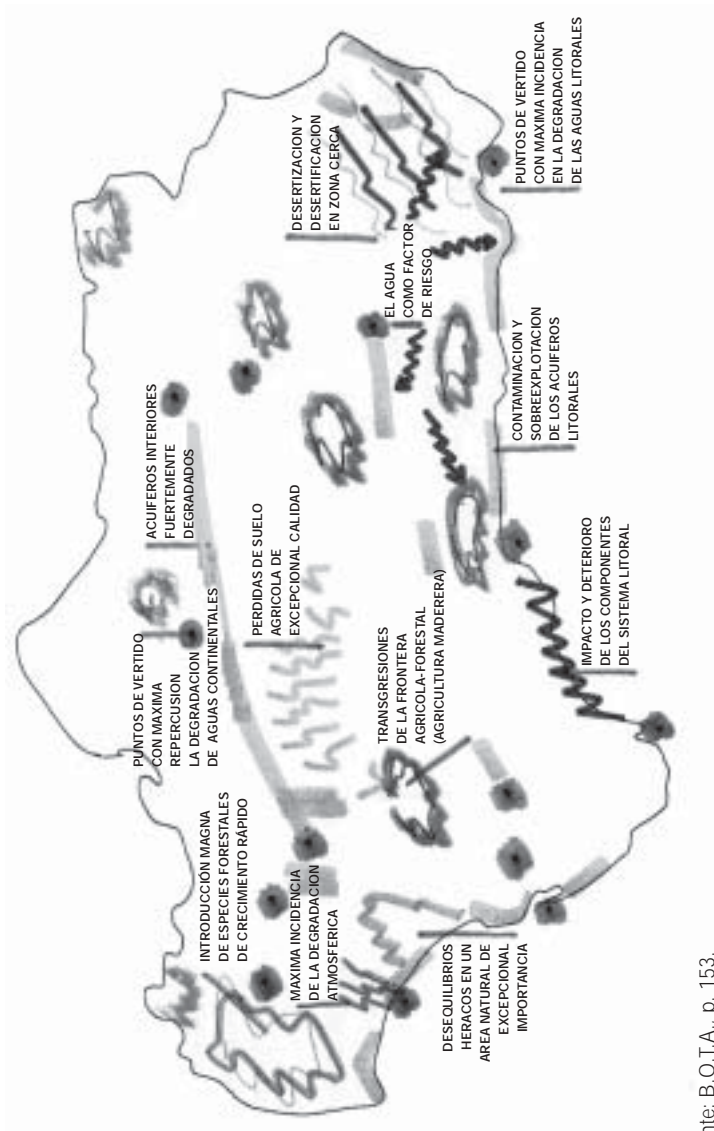 INTRODUCCIÓN MAGNA
DE ESPECIES FORESTALES
DE CRECIMIENTO RÁPIDO
PUNTOS DE VERTIDO
CON MAXIMA
REPERCUSION
LA DEGRADACION
DE AGUAS CONTINENTALES
ACUIFEROS INTERIORES
FUERTEMENTE
DEGRADADOS
MAXIMA INCIDENCIA
DE LA DEGRADACION
ATMOSFERICA
PERDIDAS DE SUELO
AGRICOLA DE
EXCEPCIONAL CALIDAD
DESERTIZACION Y
DESERTIFICACION
EN ZONA CERCA
TRANSGRESIONES
DE LA FRONTERA
AGRICOLA-FORESTAL
(AGRICULTURA MADERERA)
EL AGUA
COMO FACTOR
DE RIESGO
DESEQUILIBRIOS
HERACOS EN UN
AREA NATURAL DE
EXCEPCIONAL
IMPORTANCIA
IMPACTO Y DETERIORO
DE LOS COMPONENTES
DEL SISTEMA LITORAL
CONTAMINACION Y
SOBREEXPLOTACION
DE LOS ACUIFEROS
LITORALES
PUNTOS DE VERTIDO
CON MAXIMA INCIDENCIA
EN LA DEGRADACION
DE LAS AGUAS LITORALES
nte: B.O.T.A., p. 153.